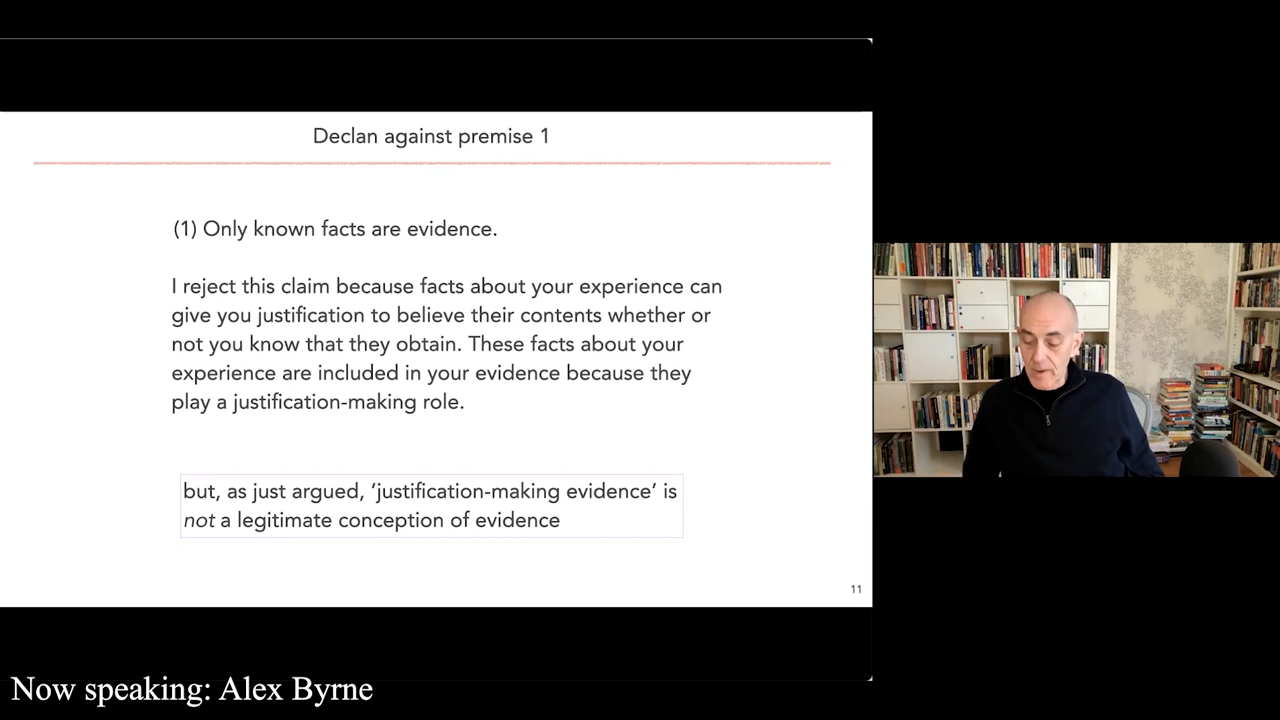 Declan against premise 1
(1) Only known facts are evidence.
I reject this claim because facts about your experience can
give you justification to believe their contents whether or
not you know that they obtain. These facts about your
experience are included in your evidence because they
play a justification-making role.
but, as just argued, ‘justification-making evidence’ is
not a legitimate conception of evidence
11
Now speaking: Alex Byrne